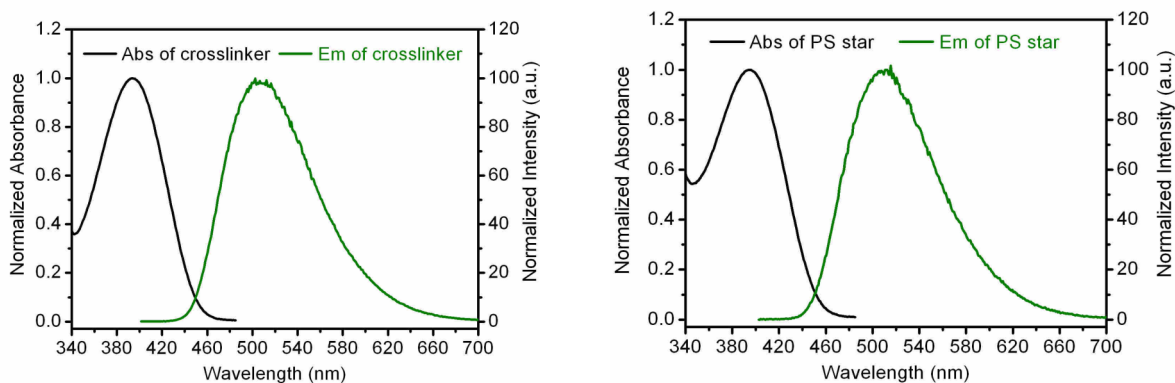 Abs of crosslinker
Em of crosslinker
Normalized Absorbance
1.2
1.0
0.8
0.6
0.4
0.2
0.0
120
100
80
60
40
20
0
Normalized Intensity (a.u.)
340 380 420 460 500 540 580 620 660 700
Wavelength (nm)
Abs of PS star
Em of PS star
Normalized Absorbance
1.2
1.0
0.8
0.6
0.4
0.2
0.0
120
100
80
60
40
20
0
Normalized Intensity (a.u.)
340 380 420 460 500 540 580 620 660 700
Wavelength (nm)